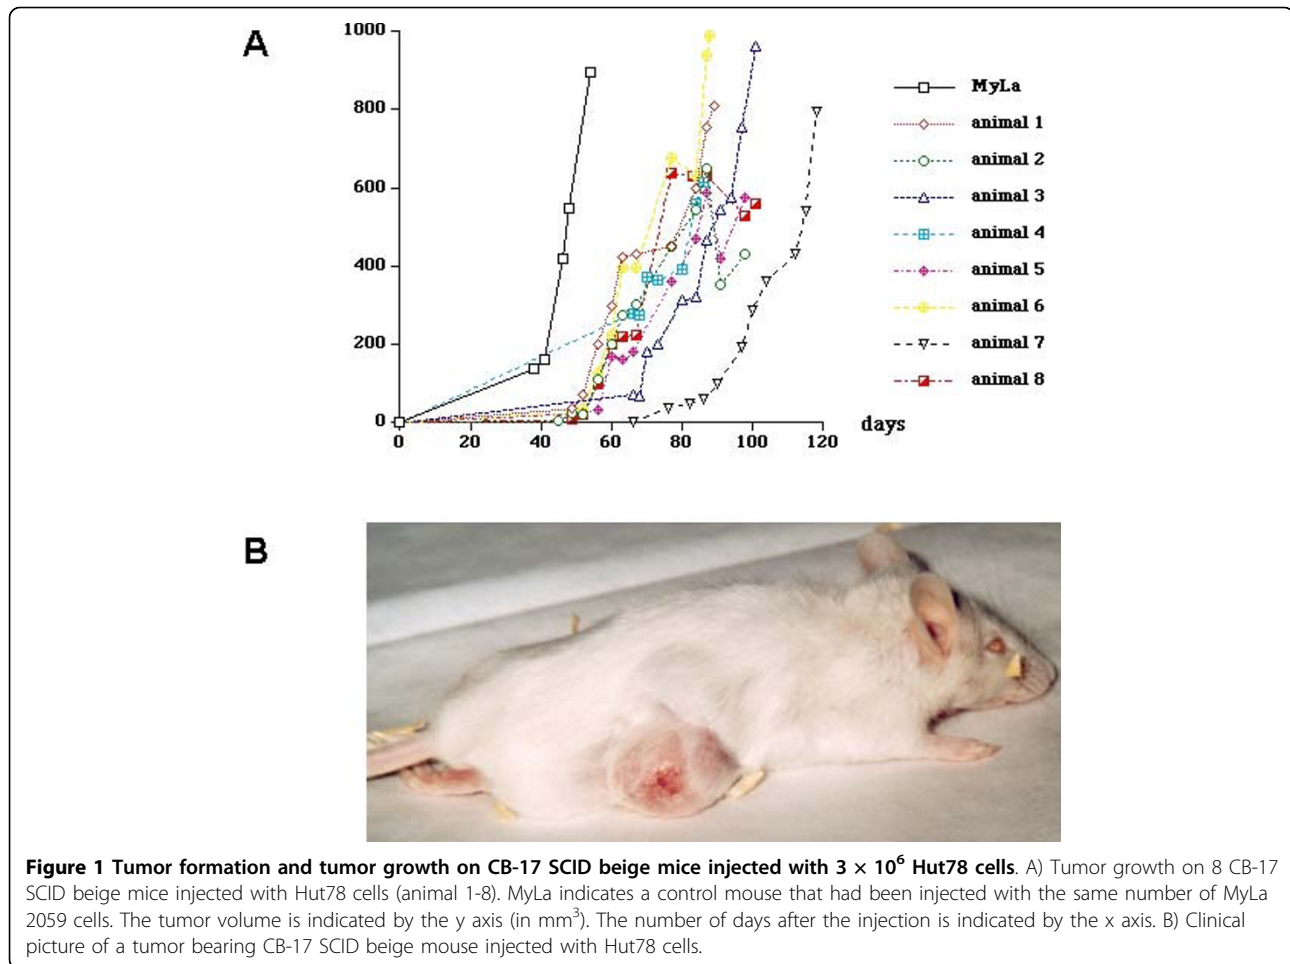 A
1000
800
600
400
200
0
0 20 40 60 80 100 120 days
MyLa
animal 1
animal 2
animal 3
animal 4
animal 5
animal 6
animal 7
animal 8
B
Figure 1 Tumor formation and tumor growth on CB-17 SCID beige mice injected with 3 × 10⁶ Hut78 cells. A) Tumor growth on 8 CB-17
SCID beige mice injected with Hut78 cells (animal 1-8). MyLa indicates a control mouse that had been injected with the same number of MyLa
2059 cells. The tumor volume is indicated by the y axis (in mm³). The number of days after the injection is indicated by the x axis. B) Clinical
picture of a tumor bearing CB-17 SCID beige mouse injected with Hut78 cells.